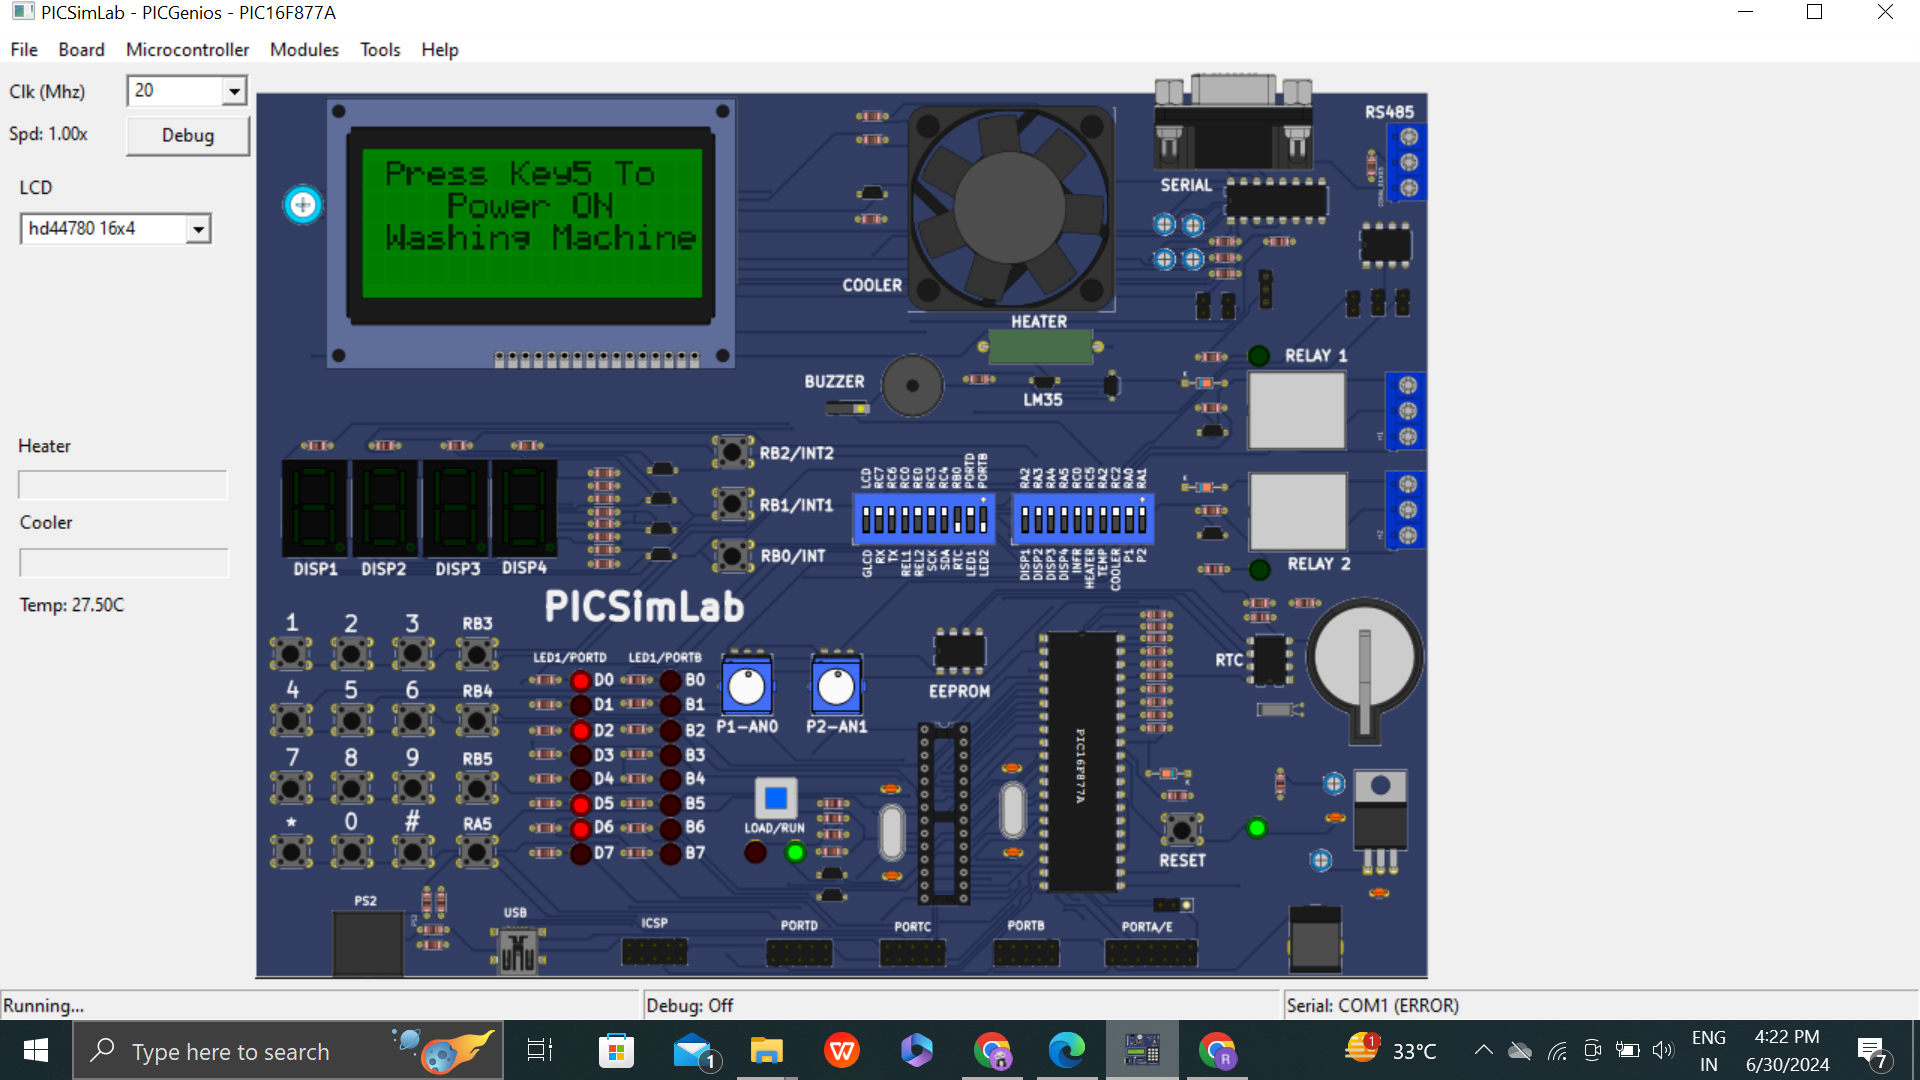 PICSimLab - PICGenios - PIC16F877A
File Board Microcontroller Modules Tools Help
Clk (Mhz) 20
Spd: 1.00x Debug
LCD
hd44780 16x4
Heater
Cooler
Temp: 27.50C
Press Key5 To
Power ON
Washing Machine
COOLER
HEATER
BUZZER
LM35
SERIAL
RS485
RELAY 1
RELAY 2
RB2/INT2
RB1/INT1
RB0/INT
LCD RC7 RC6 RC0 RE0 RC3 RC4 RB0 PORTD PORTB
GLCD RX TX REL1 REL2 SCK SDA RTC LED1 LED2
RA2 RA3 RA4 RA5 RC0 RC5 RA2 RC2 RA0 RA1
DISP1 DISP2 DISP3 DISP4 INFR HEATER TEMP COOLER P1 P2
DISP1 DISP2 DISP3 DISP4
PICSimLab
1 2 3 RB3
4 5 6 RB4
7 8 9 RB5
* 0 # RA5
LED1/PORTD LED1/PORTB
D0 B0
D1 B1
D2 B2
D3 B3
D4 B4
D5 B5
D6 B6
D7 B7
P1-AN0 P2-AN1
LOAD/RUN
EEPROM
PIC16F877A
RTC
RESET
PS2
USB
ICSP
PORTD
PORTC
PORTB
PORTA/E
Running... Debug: Off Serial: COM1 (ERROR)
Type here to search
1
1
33°C
ENG
IN
4:22 PM
6/30/2024
7